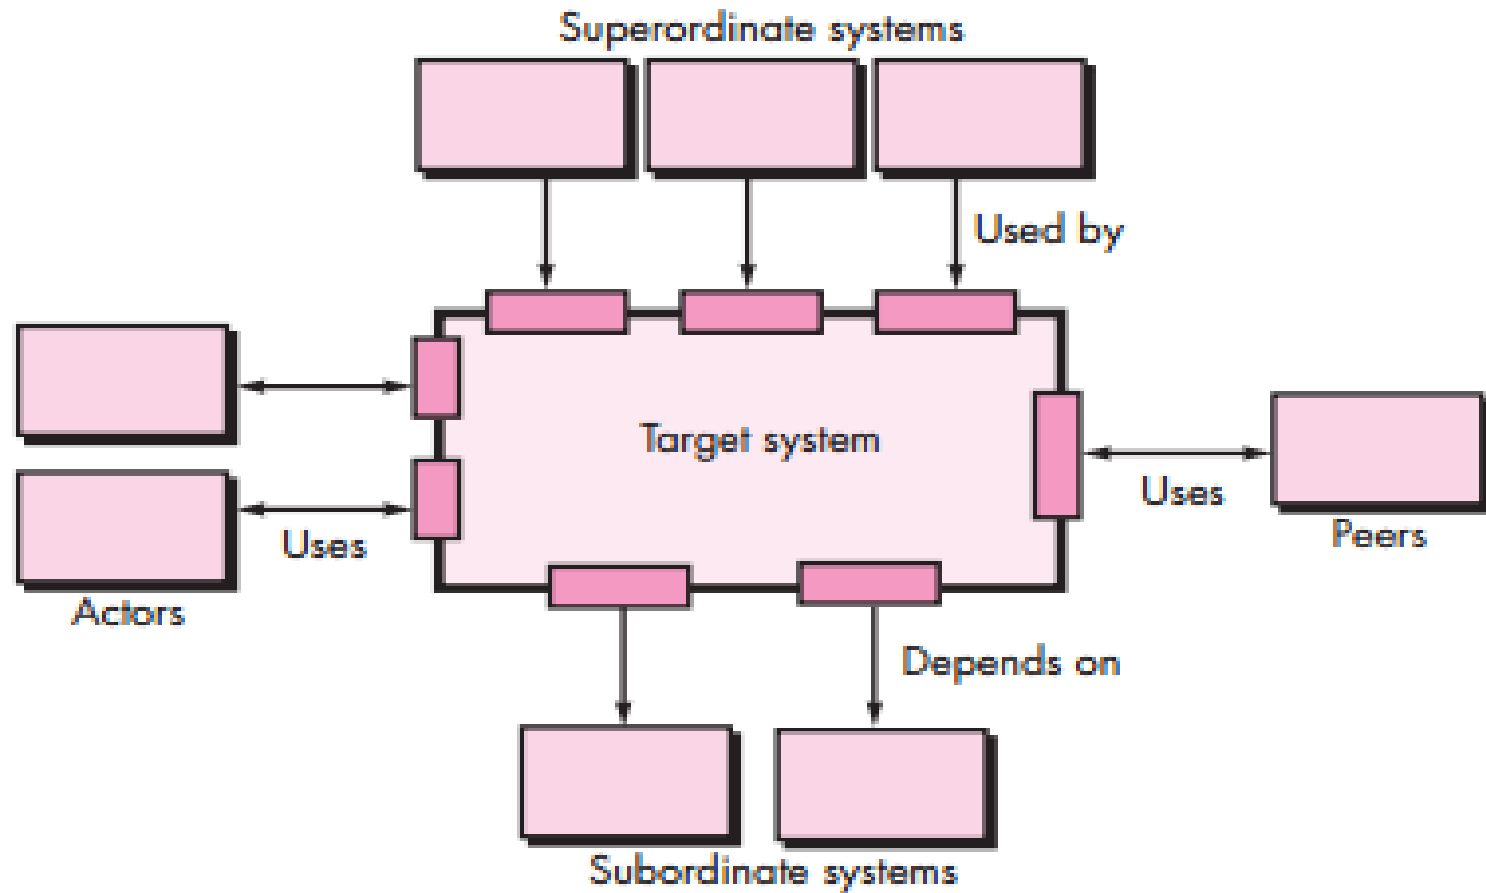 Superordinate systems
Used by
Target system
Uses
Peers
Uses
Actors
Depends on
Subordinate systems